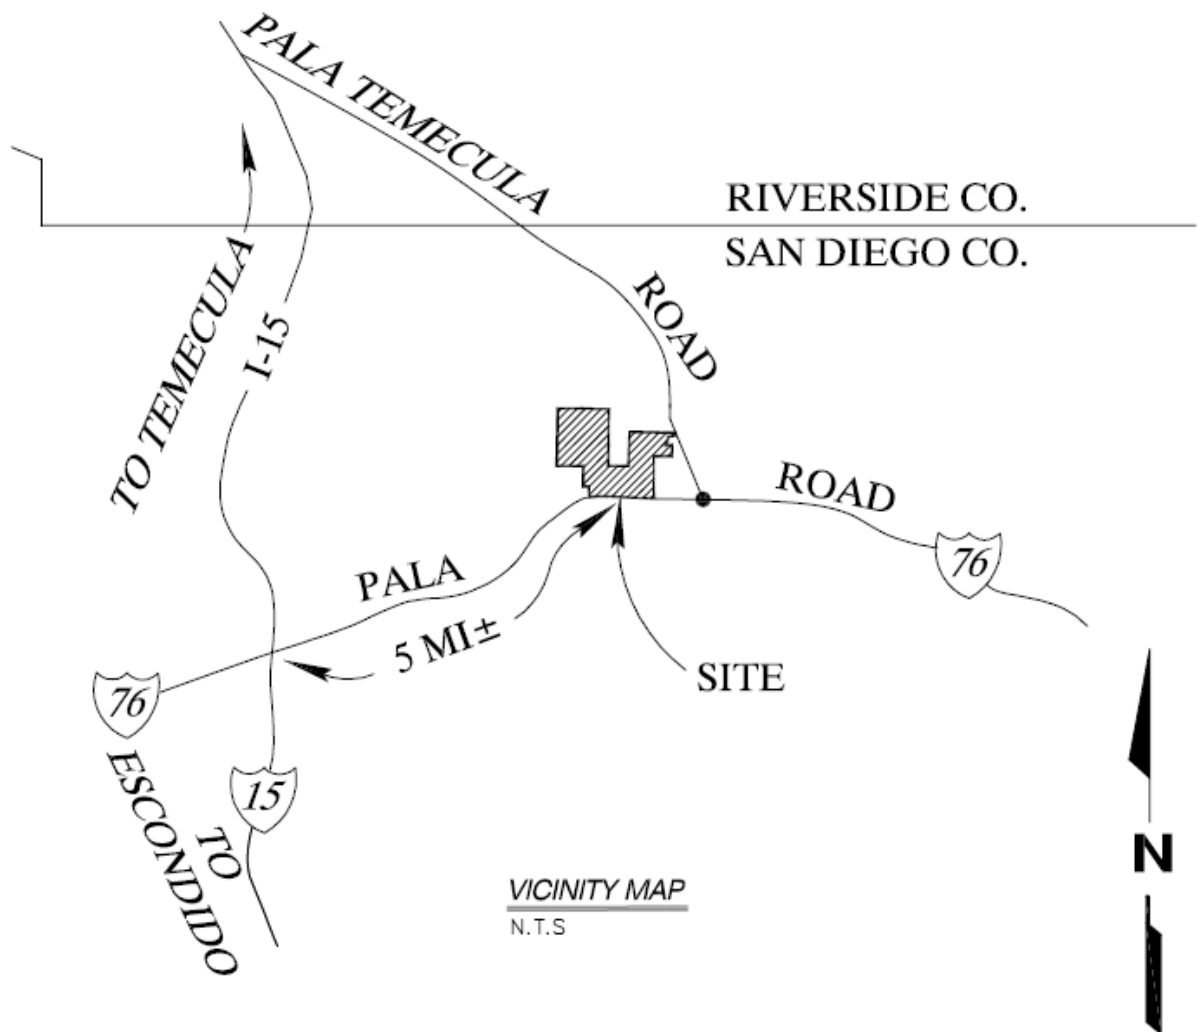 PALA TEMECULA
ROAD
RIVERSIDE CO.
SAN DIEGO CO.
TO TEMECULA
I-15
ROAD
76
PALA
5 MI±
SITE
76
15
TO
ESCONDIDO
N
VICINITY MAP
N.T.S